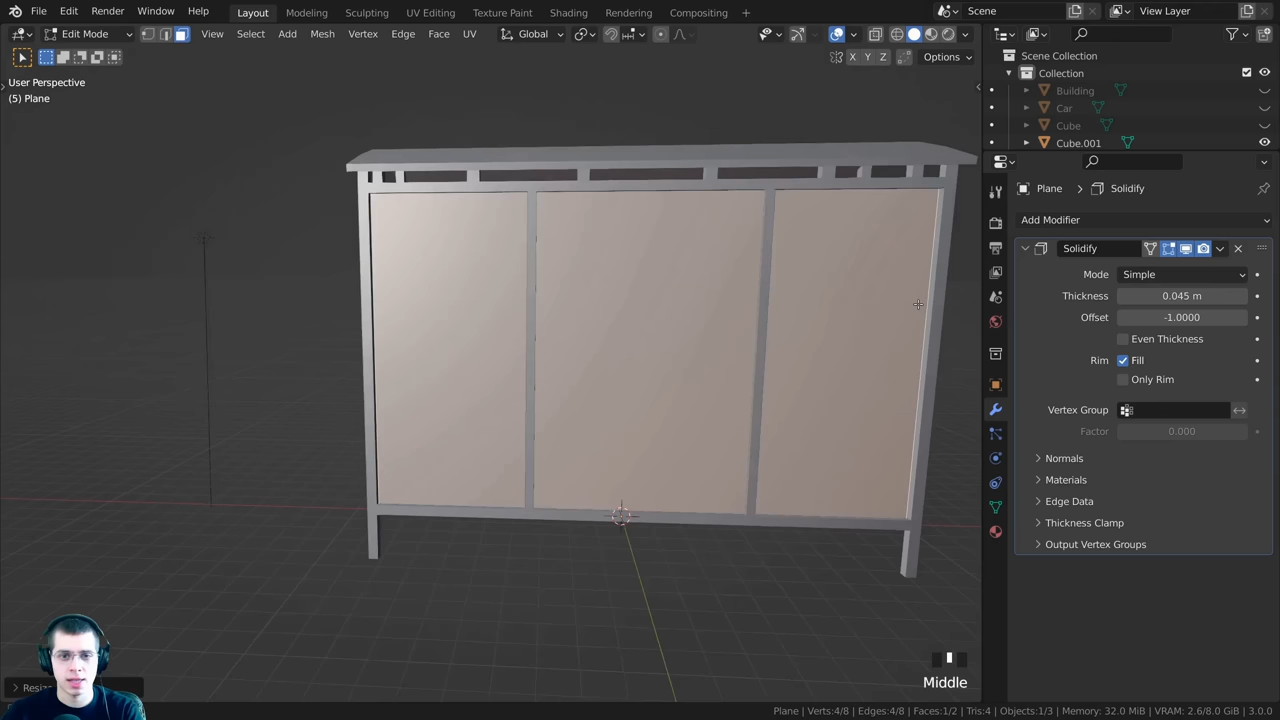 File Edit Render Window Help Layout Modeling Sculpting UV Editing Texture Paint Shading Rendering Compositing Scene View Layer
Edit Mode View Select Add Mesh Vertex Edge Face UV Global
X Y Z Options
User Perspective
(5) Plane
Scene Collection
Collection
Building
Car
Cube
Cube.001
Plane > Solidify
Add Modifier
Solidify
Mode Simple
Thickness 0.045 m
Offset -1.0000
Even Thickness
Rim Fill
Only Rim
Vertex Group
Factor 0.000
Normals
Materials
Edge Data
Thickness Clamp
Output Vertex Groups
Middle
Plane | Verts:4/8 | Edges:4/8 | Faces:1/2 | Tris:4 | Objects:1/3 | Memory: 32.0 MiB | VRAM: 2.6/8.0 GiB | 3.0.0